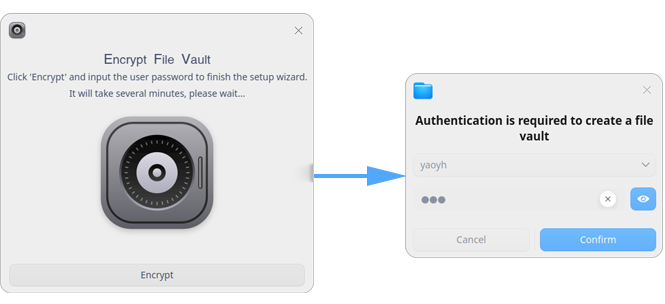 Encrypt File Vault
Click 'Encrypt' and input the user password to finish the setup wizard.
It will take several minutes, please wait...
Encrypt
Authentication is required to create a file
vault
yaoyh
Cancel
Confirm